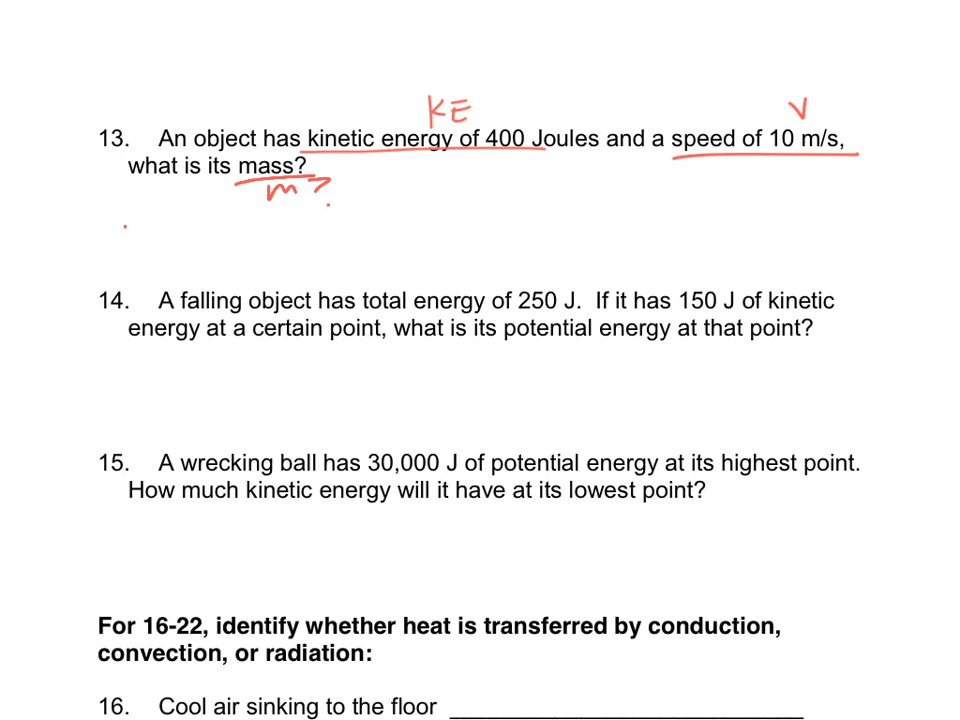 KE V
13. An object has kinetic energy of 400 Joules and a speed of 10 m/s,
what is its mass?
m?
14. A falling object has total energy of 250 J. If it has 150 J of kinetic
energy at a certain point, what is its potential energy at that point?
15. A wrecking ball has 30,000 J of potential energy at its highest point.
How much kinetic energy will it have at its lowest point?
For 16-22, identify whether heat is transferred by conduction,
convection, or radiation:
16. Cool air sinking to the floor ____________________________